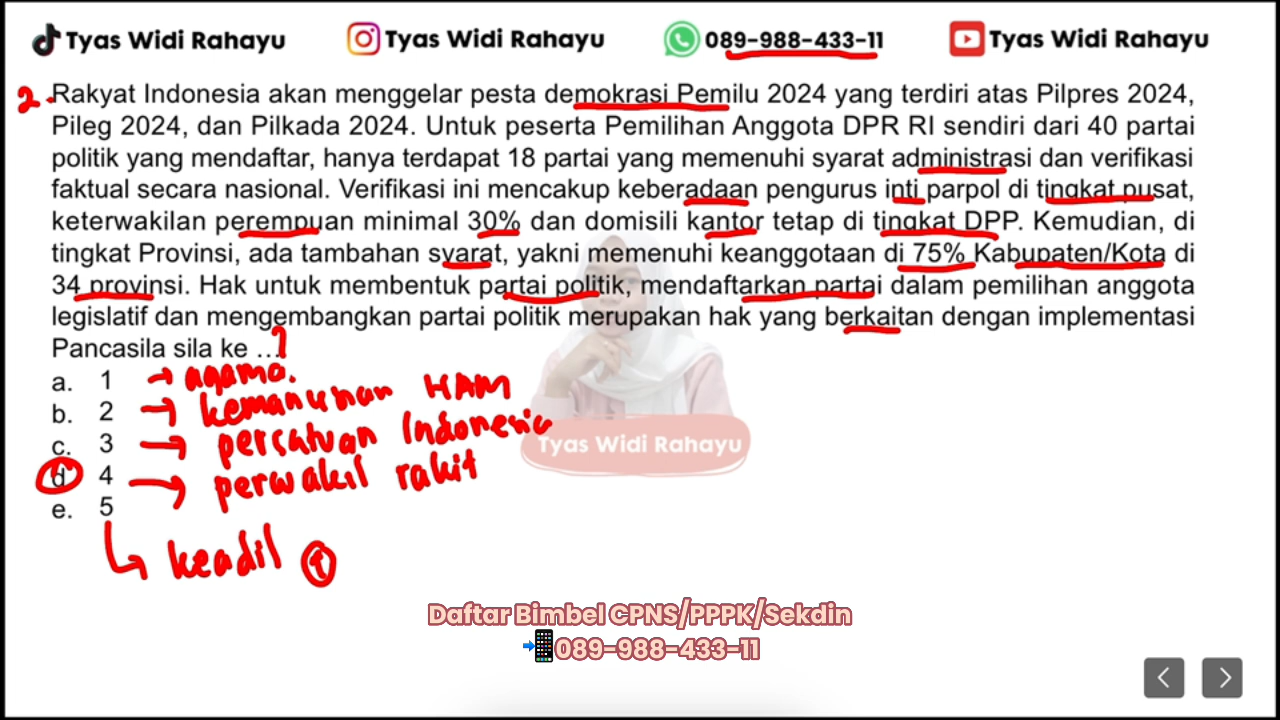 Tyas Widi Rahayu Tyas Widi Rahayu 089-988-433-11 Tyas Widi Rahayu
2. Rakyat Indonesia akan menggelar pesta demokrasi Pemilu 2024 yang terdiri atas Pilpres 2024,
Pileg 2024, dan Pilkada 2024. Untuk peserta Pemilihan Anggota DPR RI sendiri dari 40 partai
politik yang mendaftar, hanya terdapat 18 partai yang memenuhi syarat administrasi dan verifikasi
faktual secara nasional. Verifikasi ini mencakup keberadaan pengurus inti parpol di tingkat pusat,
keterwakilan perempuan minimal 30% dan domisili kantor tetap di tingkat DPP. Kemudian, di
tingkat Provinsi, ada tambahan syarat, yakni memenuhi keanggotaan di 75% Kabupaten/Kota di
34 provinsi. Hak untuk membentuk partai politik, mendaftarkan partai dalam pemilihan anggota
legislatif dan mengembangkan partai politik merupakan hak yang berkaitan dengan implementasi
Pancasila sila ke ...?
a. 1 → agama.
b. 2 → kemanusiaan HAM
c. 3 → persatuan Indonesia
d. 4 → perwakil rakit
e. 5
keadil
Tyas Widi Rahayu
Daftar Bimbel CPNS/PPPK/Sekdin
089-988-433-11